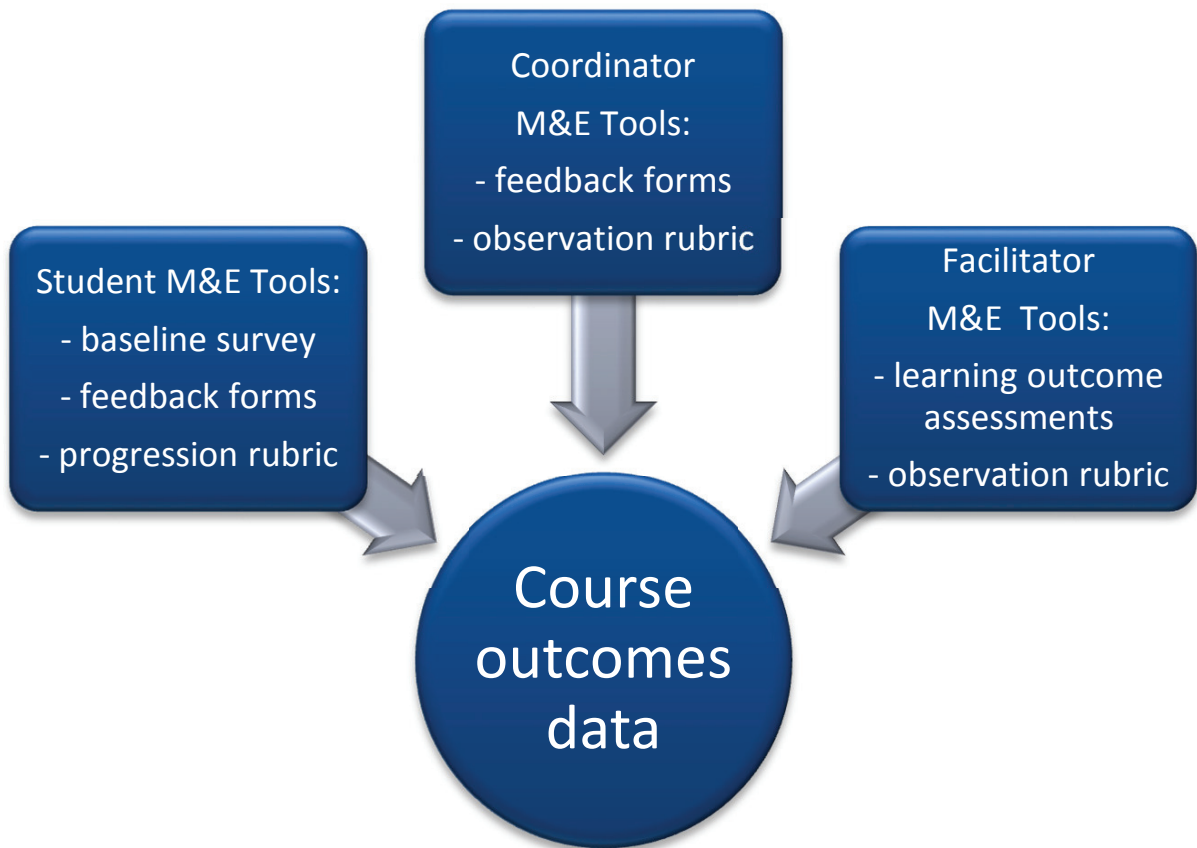 Coordinator
M&E Tools:
- feedback forms
- observation rubric
Student M&E Tools:
- baseline survey
- feedback forms
- progression rubric
Facilitator
M&E  Tools:
- learning outcome
assessments
- observation rubric
Course
outcomes
data